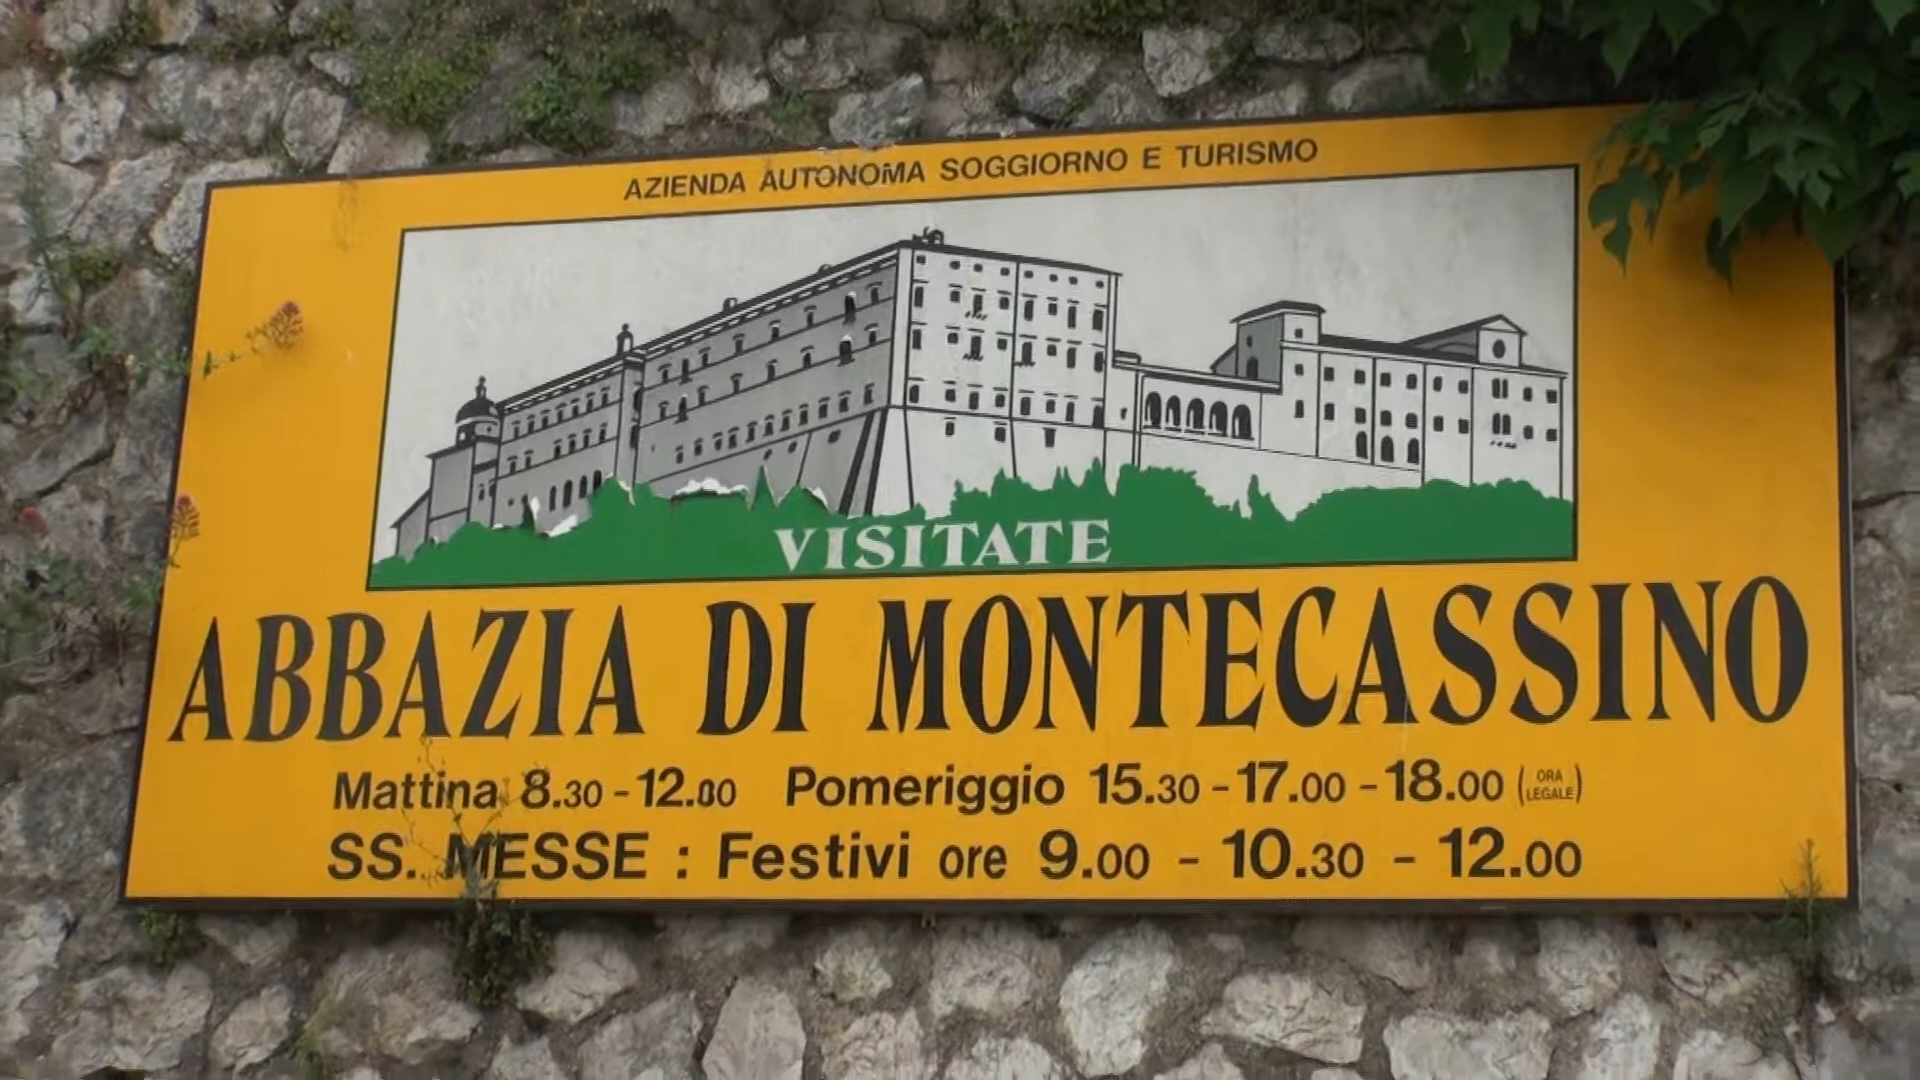 AZIENDA AUTONOMA SOGGIORNO E TURISMO
VISITATE
ABBAZIA DI MONTECASSINO
Mattina 8.30 - 12.00 Pomeriggio 15.30 - 17.00 - 18.00 (ORA LEGALE)
SS. MESSE : Festivi ore 9.00 - 10.30 - 12.00